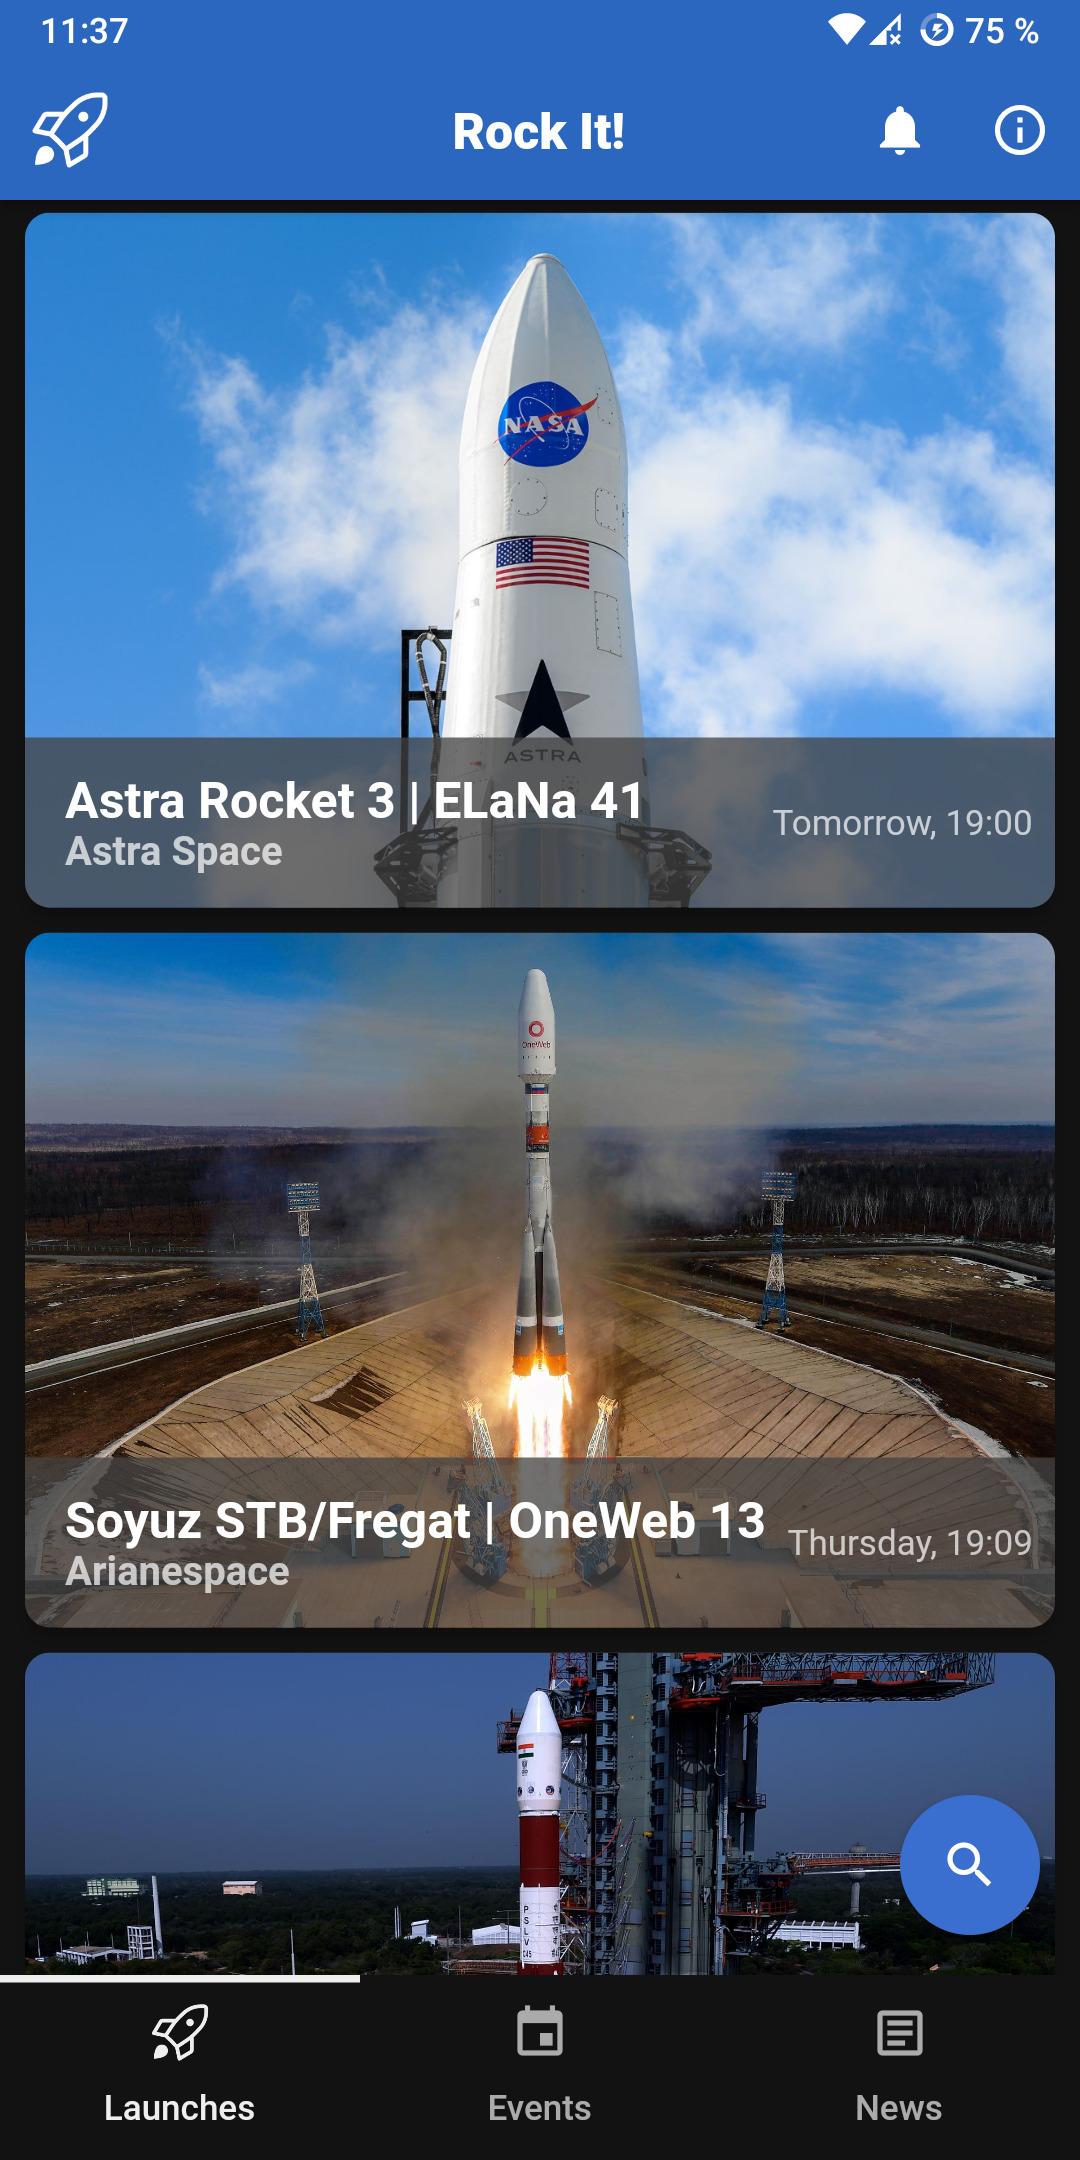 11:37
75 %
Rock It!
NASA
ASTRA
Astra Rocket 3 | ELaNa 41
Astra Space
Tomorrow, 19:00
OneWeb
Soyuz STB/Fregat | OneWeb 13
Arianespace
Thursday, 19:09
P
S
L
V
C45
Launches
Events
News